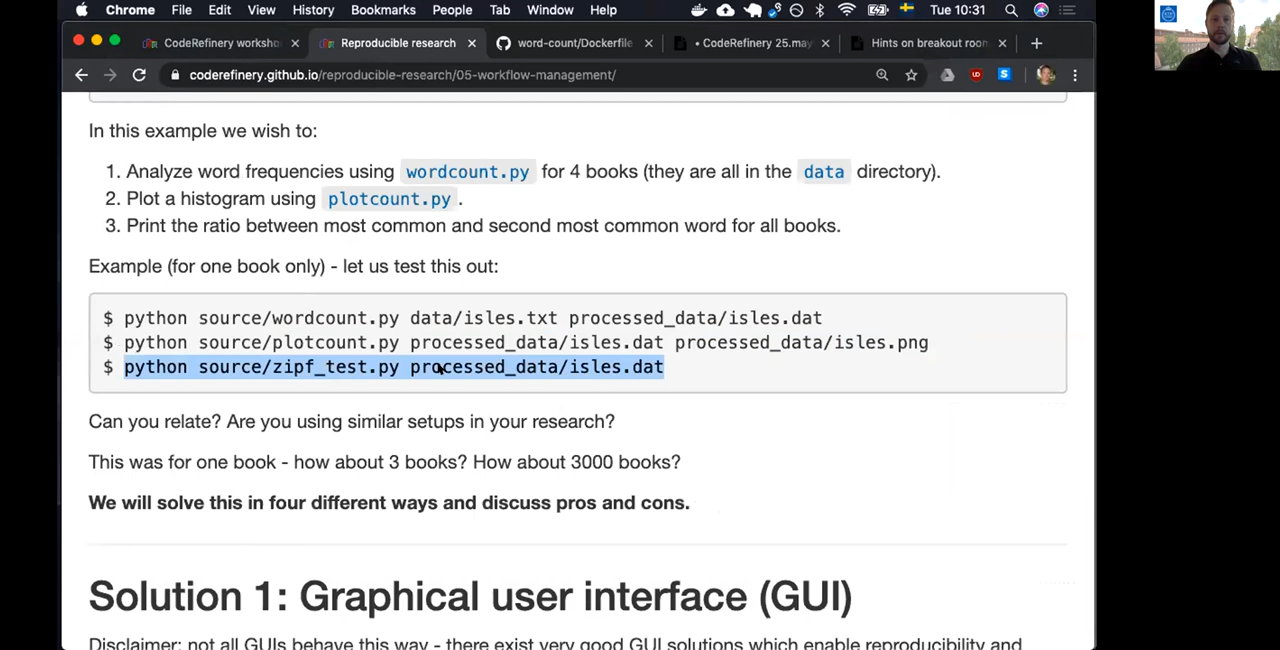 Chrome File Edit View History Bookmarks People Tab Window Help Tue 10:31
CodeRefinery worksho Reproducible research word-count/Dockerfile • CodeRefinery 25.may Hints on breakout room
coderefinery.github.io/reproducible-research/05-workflow-management/
In this example we wish to:
1. Analyze word frequencies using wordcount.py for 4 books (they are all in the data directory).
2. Plot a histogram using plotcount.py.
3. Print the ratio between most common and second most common word for all books.
Example (for one book only) - let us test this out:
$ python source/wordcount.py data/isles.txt processed_data/isles.dat
$ python source/plotcount.py processed_data/isles.dat processed_data/isles.png
$ python source/zipf_test.py processed_data/isles.dat
Can you relate? Are you using similar setups in your research?
This was for one book - how about 3 books? How about 3000 books?
We will solve this in four different ways and discuss pros and cons.
Solution 1: Graphical user interface (GUI)
Disclaimer: not all GUIs behave this way - there exist very good GUI solutions which enable reproducibility and